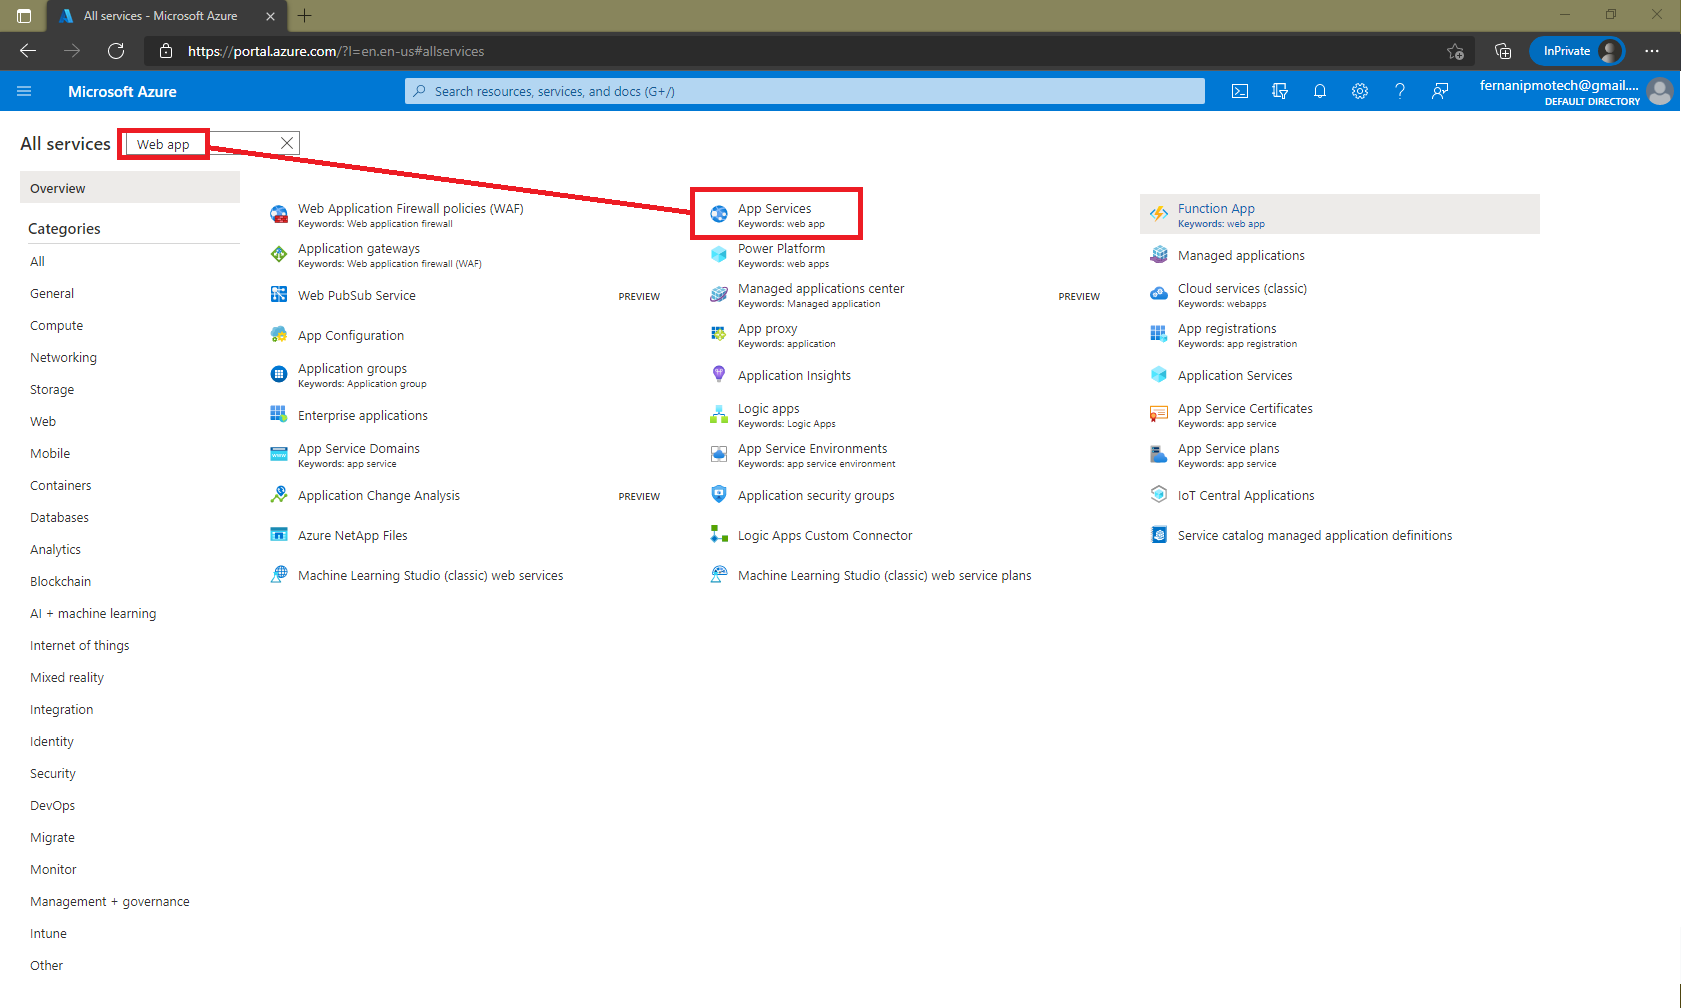 All services - Microsoft Azure
https://portal.azure.com/?l=en.en-us#allservices
InPrivate
Microsoft Azure
Search resources, services, and docs (G+/)
fernanipmotech@gmail....
DEFAULT DIRECTORY
All services
Web app
Overview
Categories
All
General
Compute
Networking
Storage
Web
Mobile
Containers
Databases
Analytics
Blockchain
AI + machine learning
Internet of things
Mixed reality
Integration
Identity
Security
DevOps
Migrate
Monitor
Management + governance
Intune
Other
Web Application Firewall policies (WAF)
Keywords: Web application firewall
Application gateways
Keywords: Web application firewall (WAF)
Web PubSub Service PREVIEW
App Configuration
Application groups
Keywords: Application group
Enterprise applications
App Service Domains
Keywords: app service
Application Change Analysis PREVIEW
Azure NetApp Files
Machine Learning Studio (classic) web services
App Services
Keywords: web app
Power Platform
Keywords: web apps
Managed applications center PREVIEW
Keywords: Managed application
App proxy
Keywords: application
Application Insights
Logic apps
Keywords: Logic Apps
App Service Environments
Keywords: app service environment
Application security groups
Logic Apps Custom Connector
Machine Learning Studio (classic) web service plans
Function App
Keywords: web app
Managed applications
Cloud services (classic)
Keywords: webapps
App registrations
Keywords: app registration
Application Services
App Service Certificates
Keywords: app service
App Service plans
Keywords: app service
IoT Central Applications
Service catalog managed application definitions